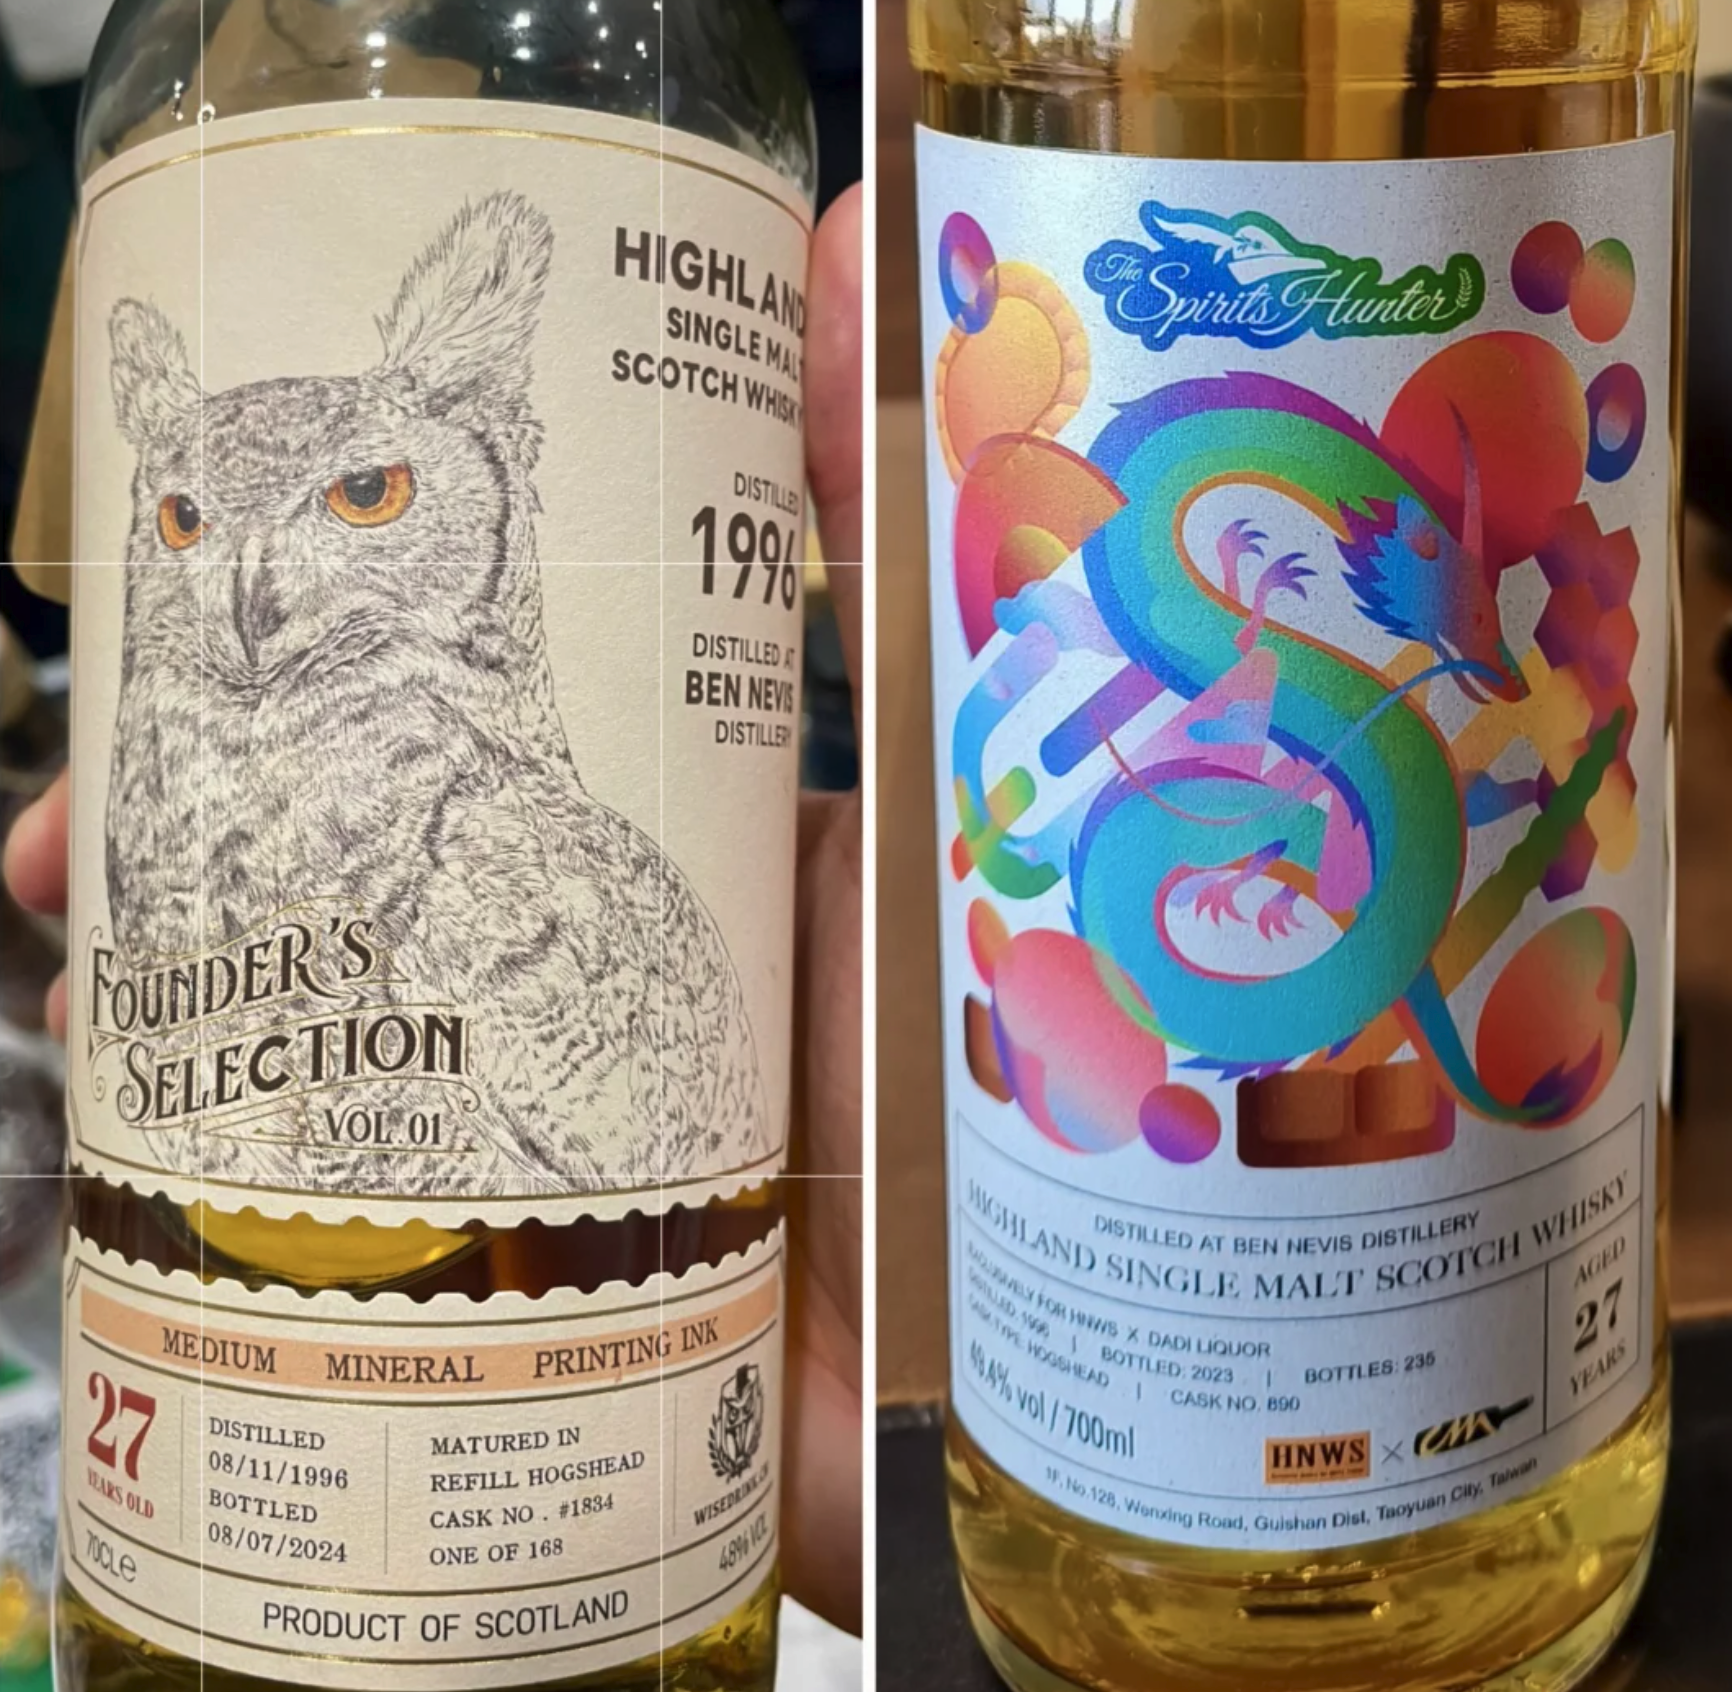 HIGHLAND
SINGLE MALT
SCOTCH WHISKY
DISTILLED
1996
DISTILLED AT
BEN NEVIS
DISTILLERY
FOUNDER'S
SELECTION
VOL.01
MEDIUM MINERAL PRINTING INK
27
YEARS OLD
DISTILLED
08/11/1996
BOTTLED
08/07/2024
MATURED IN
REFILL HOGSHEAD
CASK NO . #1834
ONE OF 168
WISEDRINK.CN
70CLe
48% VOL
PRODUCT OF SCOTLAND
The
Spirits Hunter
DISTILLED AT BEN NEVIS DISTILLERY
HIGHLAND SINGLE MALT SCOTCH WHISKY
EXCLUSIVELY FOR HNWS X DADI LIQUOR
DISTILLED: 1996 | BOTTLED: 2023 | BOTTLES: 235
CASK TYPE: HOGSHEAD | CASK NO. 890
49.4% vol / 700ml
AGED
27
YEARS
HNWS X
1F, No.128, Wenxing Road, Guishan Dist, Taoyuan City, Taiwan